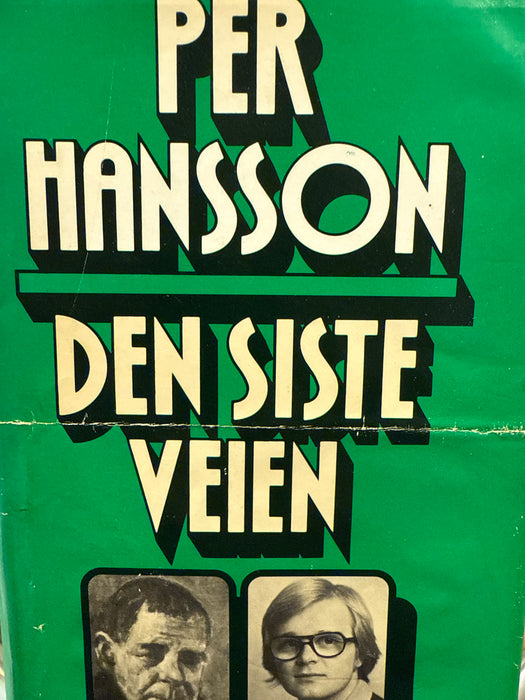 PER
HANSSON
DEN SISTE
VEIEN